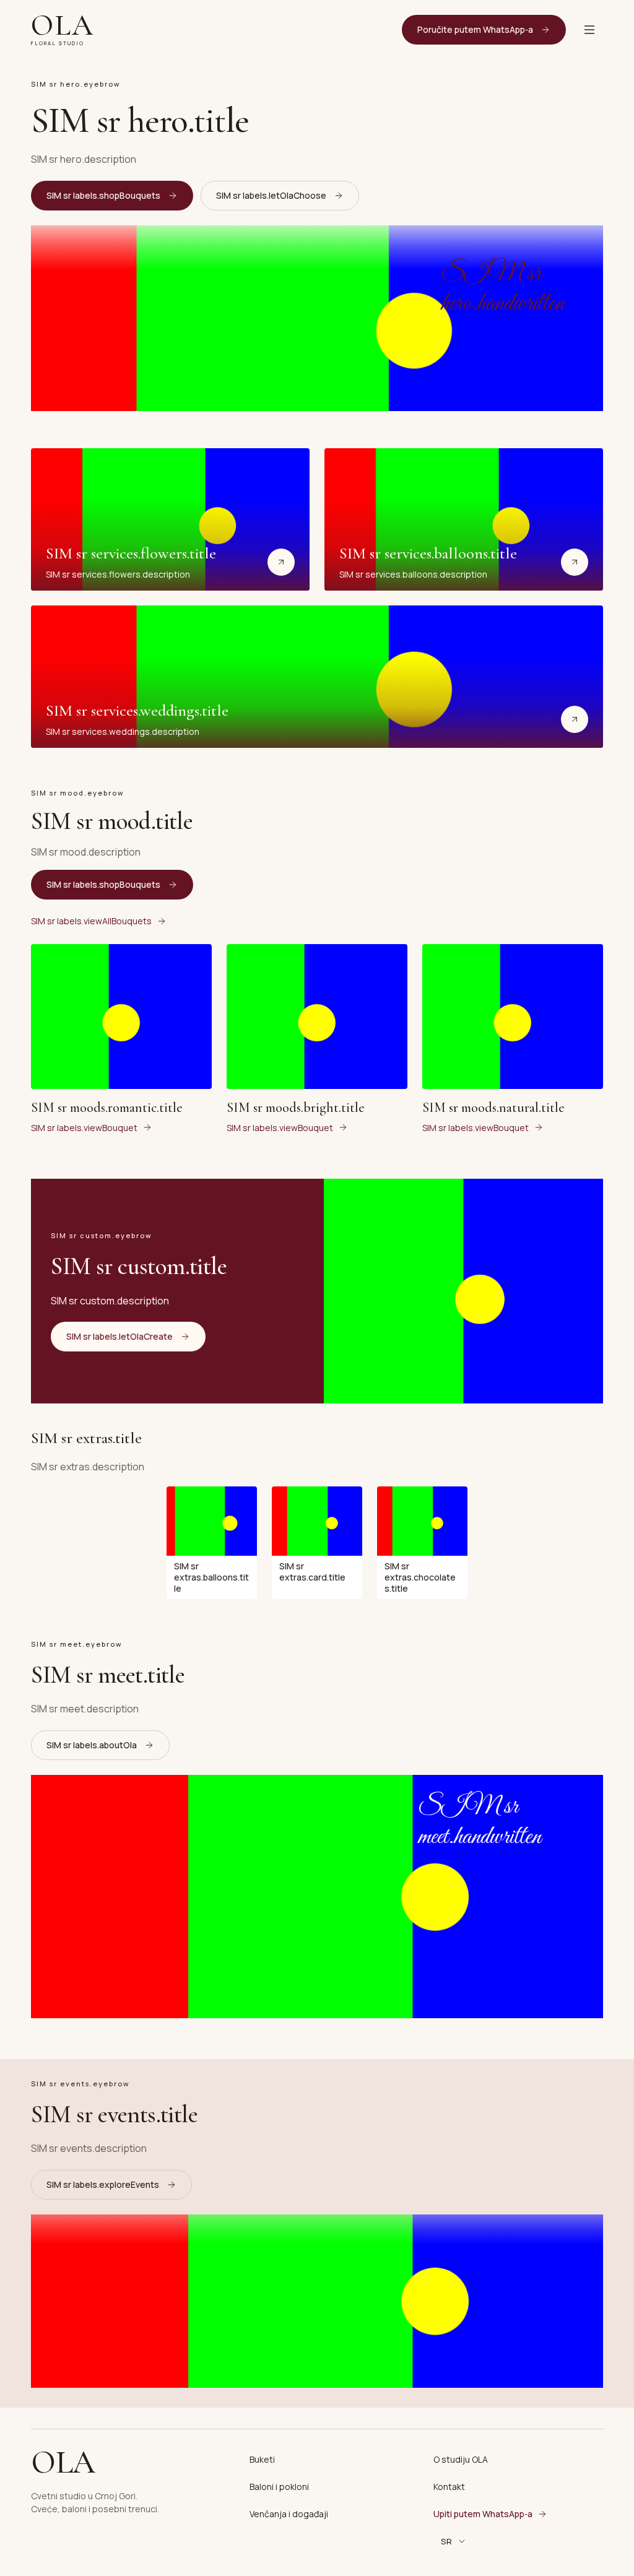 OLA
FLORAL STUDIO
Poručite putem WhatsApp-a
SIM sr hero.eyebrow
SIM sr hero.title
SIM sr hero.description
SIM sr labels.shopBouquets
SIM sr labels.letOlaChoose
SIM sr
hero.handwritten
SIM sr services.flowers.title
SIM sr services.flowers.description
SIM sr services.balloons.title
SIM sr services.balloons.description
SIM sr services.weddings.title
SIM sr services.weddings.description
SIM sr mood.eyebrow
SIM sr mood.title
SIM sr mood.description
SIM sr labels.shopBouquets
SIM sr labels.viewAllBouquets
SIM sr moods.romantic.title
SIM sr labels.viewBouquet
SIM sr moods.bright.title
SIM sr labels.viewBouquet
SIM sr moods.natural.title
SIM sr labels.viewBouquet
SIM sr custom.eyebrow
SIM sr custom.title
SIM sr custom.description
SIM sr labels.letOlaCreate
SIM sr extras.title
SIM sr extras.description
SIM sr
extras.balloons.tit
le
SIM sr
extras.card.title
SIM sr
extras.chocolate
s.title
SIM sr meet.eyebrow
SIM sr meet.title
SIM sr meet.description
SIM sr labels.aboutOla
SIM sr
meet.handwritten
SIM sr events.eyebrow
SIM sr events.title
SIM sr events.description
SIM sr labels.exploreEvents
OLA
Cvetni studio u Crnoj Gori.
Cveće, baloni i posebni trenuci.
Buketi
Baloni i pokloni
Venčanja i događaji
O studiju OLA
Kontakt
Upiti putem WhatsApp-a
SR